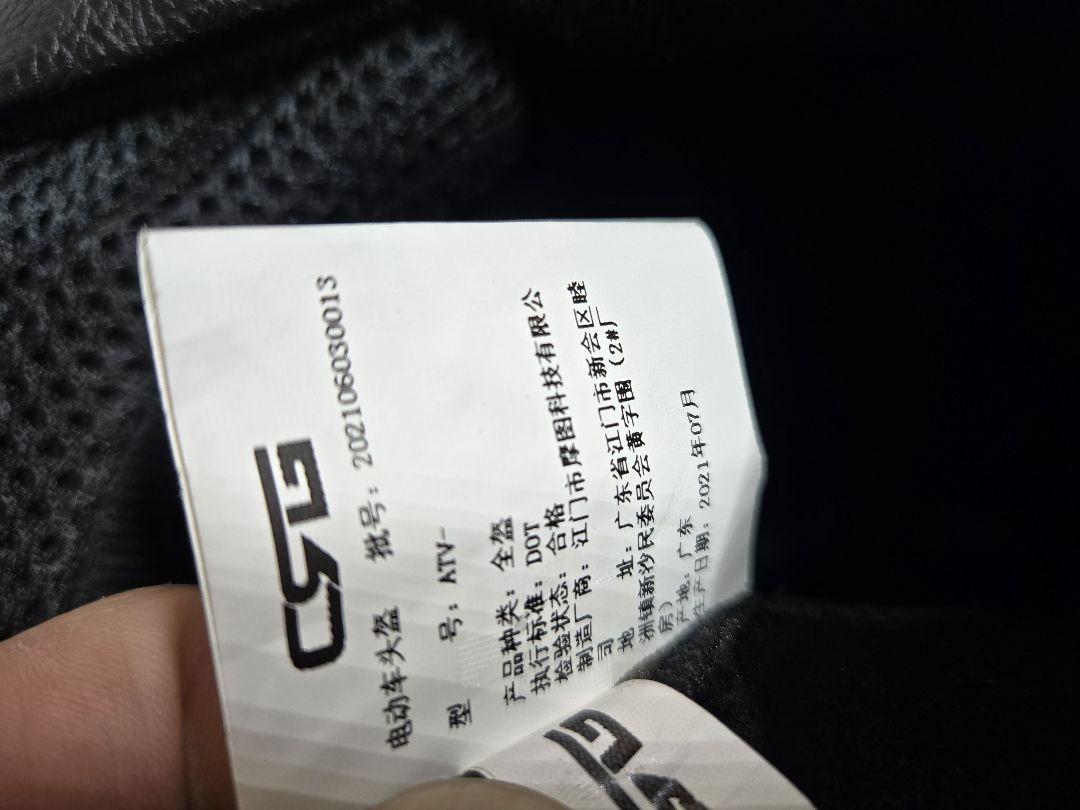 CSG
电动车头盔 批号：20210603001​3
型 号：ATV-
产品种类：全盔
执行标准：DOT
检验状态：合格
制造厂商：江门市摩图科技有限公
司
地 址：广东省江门市新会区睦
洲镇新沙民委员会黄字围（2#厂
房）
产地：广东
生产日期：2021年07月